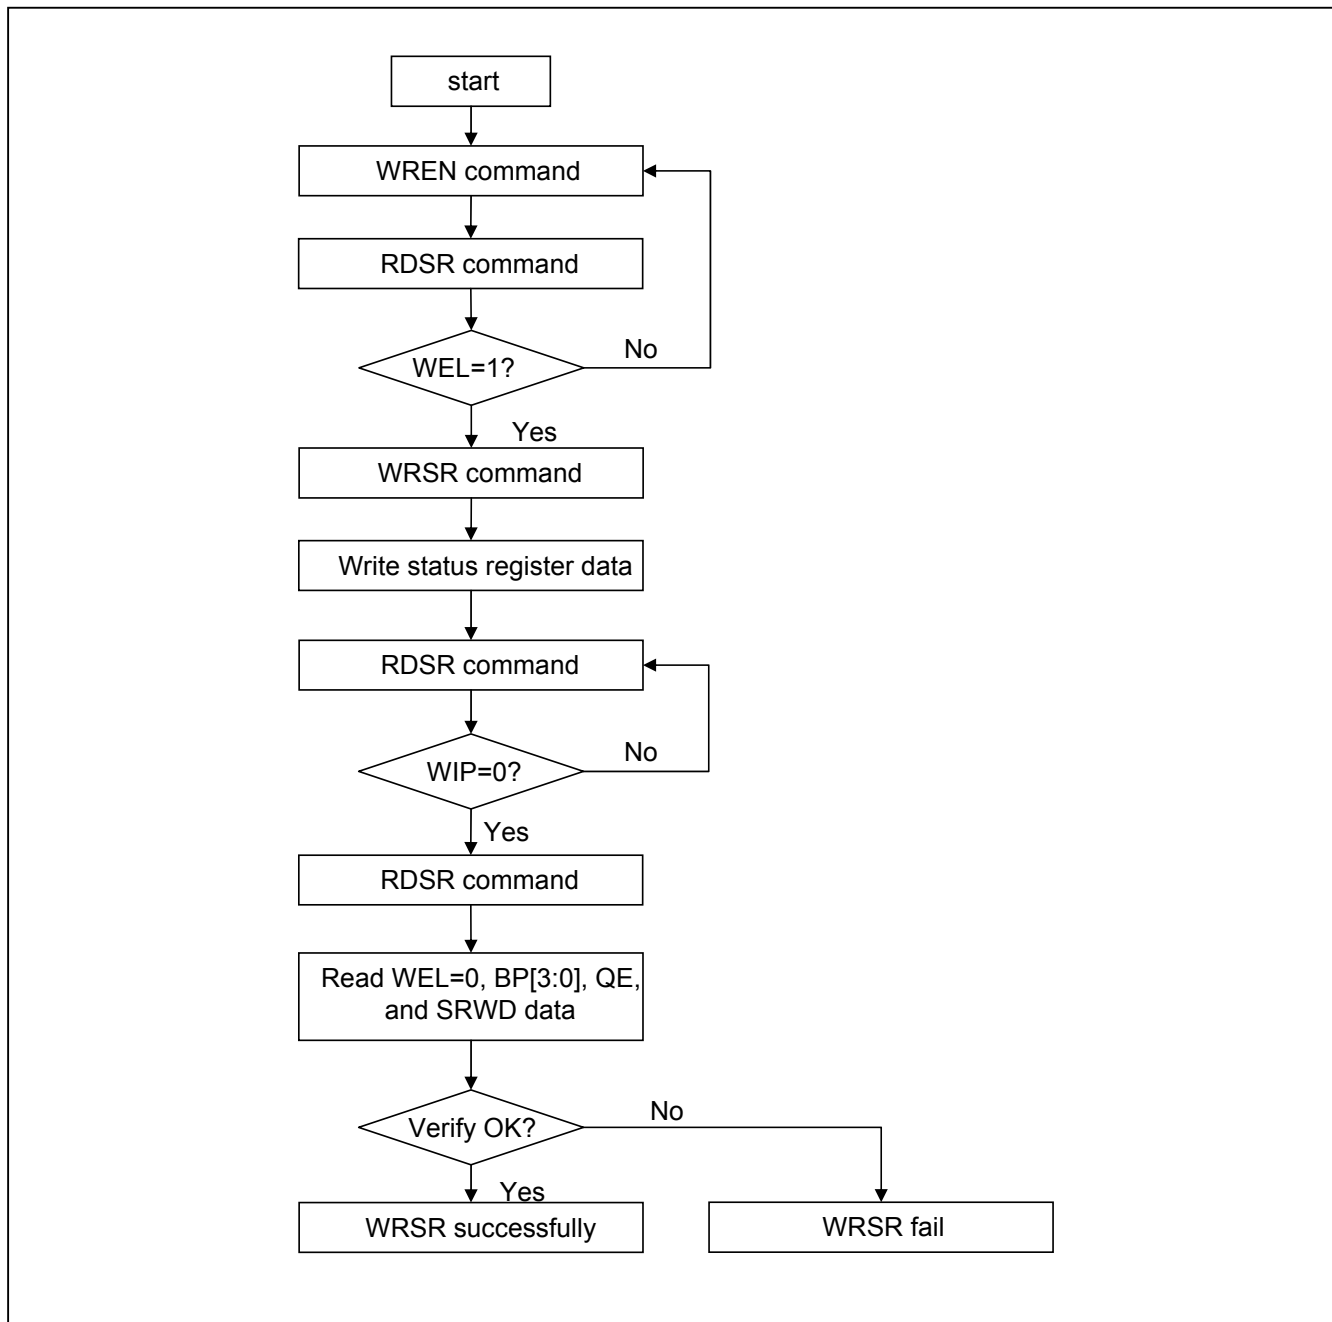 start
WREN command
RDSR command
WEL=1?
No
Yes
WRSR command
Write status register data
RDSR command
WIP=0?
No
Yes
RDSR command
Read WEL=0, BP[3:0], QE,
and SRWD data
Verify OK?
No
Yes
WRSR successfully
WRSR fail